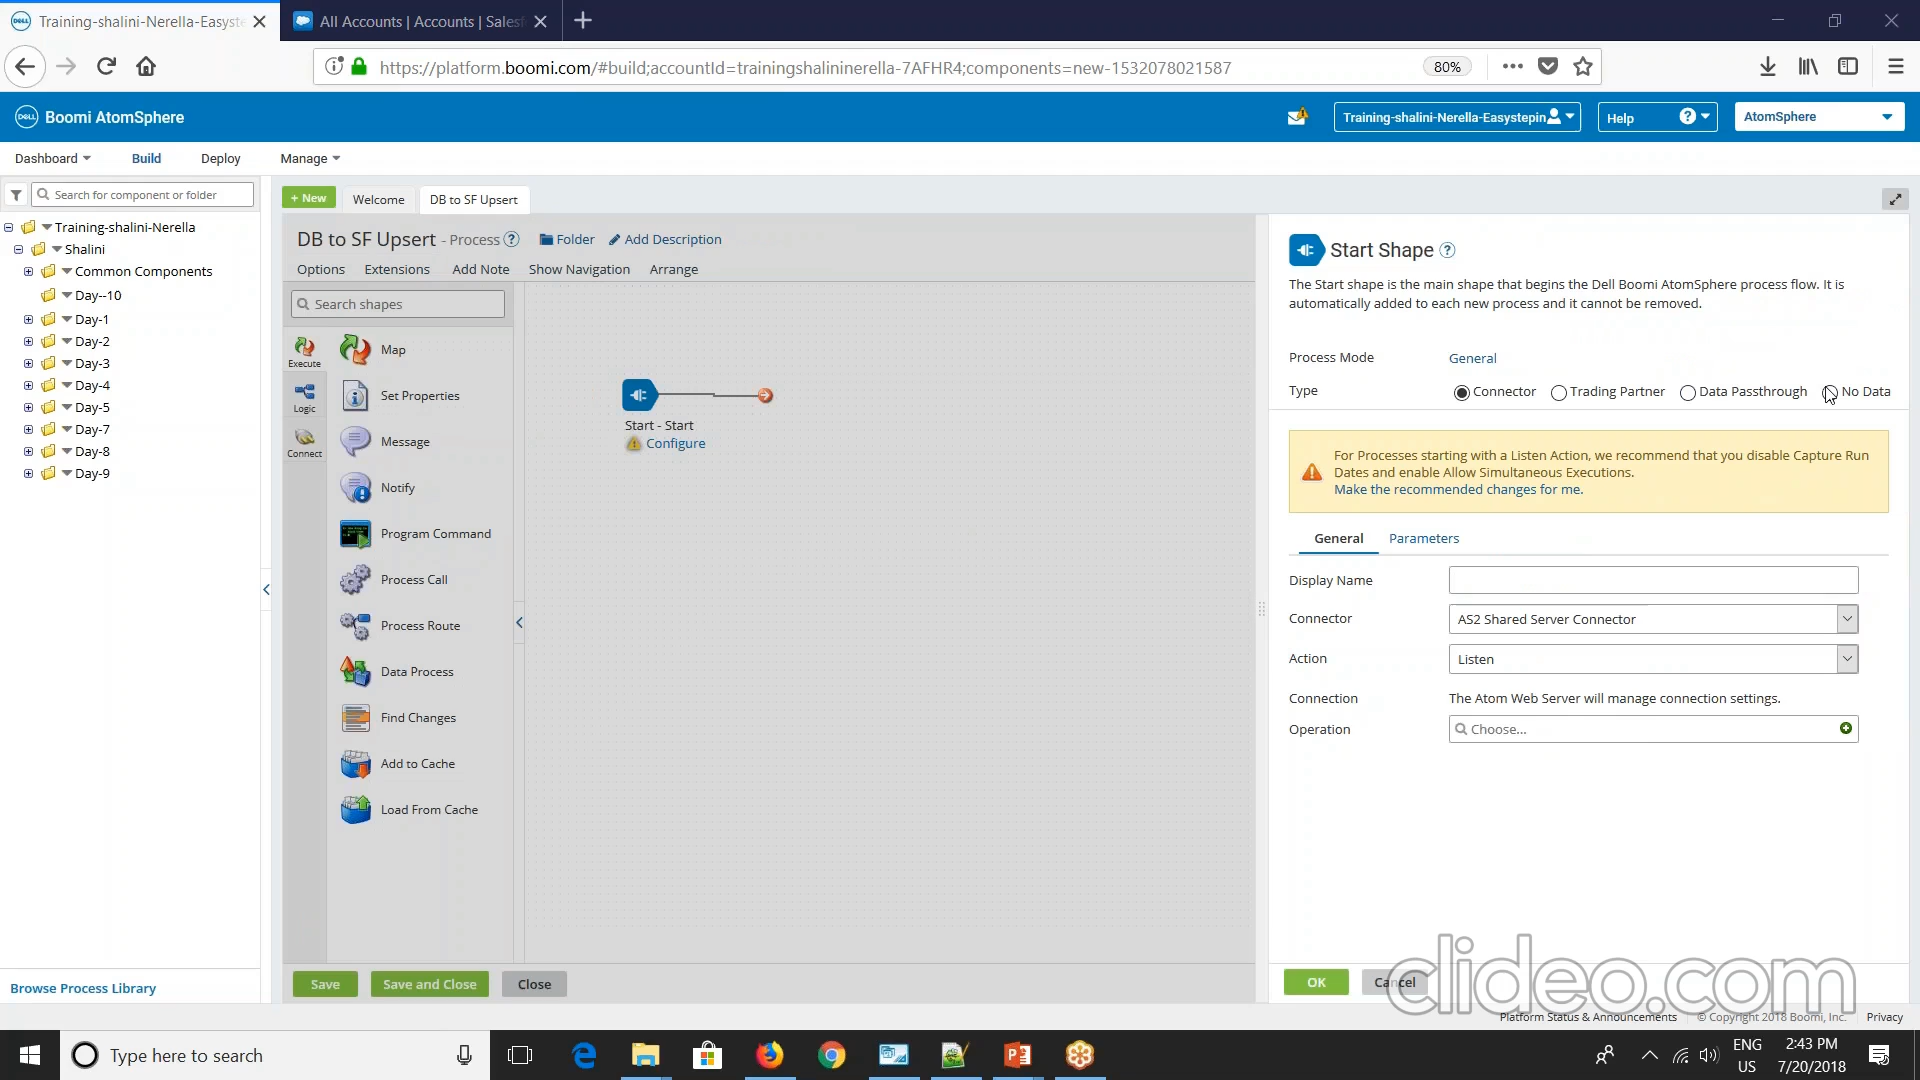 Training-shalini-Nerella-Easyste
All Accounts | Accounts | Salesf
https://platform.boomi.com/#build;accountId=trainingshalininerella-7AFHR4;components=new-1532078021587
80%
DELL
Boomi AtomSphere
Training-shalini-Nerella-Easystepin
Help
AtomSphere
Dashboard
Build
Deploy
Manage
Search for component or folder
+ New
Welcome
DB to SF Upsert
Training-shalini-Nerella
Shalini
Common Components
Day--10
Day-1
Day-2
Day-3
Day-4
Day-5
Day-7
Day-8
Day-9
Browse Process Library
DB to SF Upsert - Process
Folder
Add Description
Options
Extensions
Add Note
Show Navigation
Arrange
Search shapes
Execute
Logic
Connect
Map
Set Properties
Message
Notify
Program Command
Process Call
Process Route
Data Process
Find Changes
Add to Cache
Load From Cache
Start - Start
Configure
Save
Save and Close
Close
Start Shape
The Start shape is the main shape that begins the Dell Boomi AtomSphere process flow. It is
automatically added to each new process and it cannot be removed.
Process Mode
General
Type
Connector
Trading Partner
Data Passthrough
No Data
For Processes starting with a Listen Action, we recommend that you disable Capture Run
Dates and enable Allow Simultaneous Executions.
Make the recommended changes for me.
General
Parameters
Display Name
Connector
AS2 Shared Server Connector
Action
Listen
Connection
The Atom Web Server will manage connection settings.
Operation
Choose...
OK
Cancel
clideo.com
Platform Status & Announcements
© Copyright 2018 Boomi, Inc.
Privacy
Type here to search
ENG
US
2:43 PM
7/20/2018